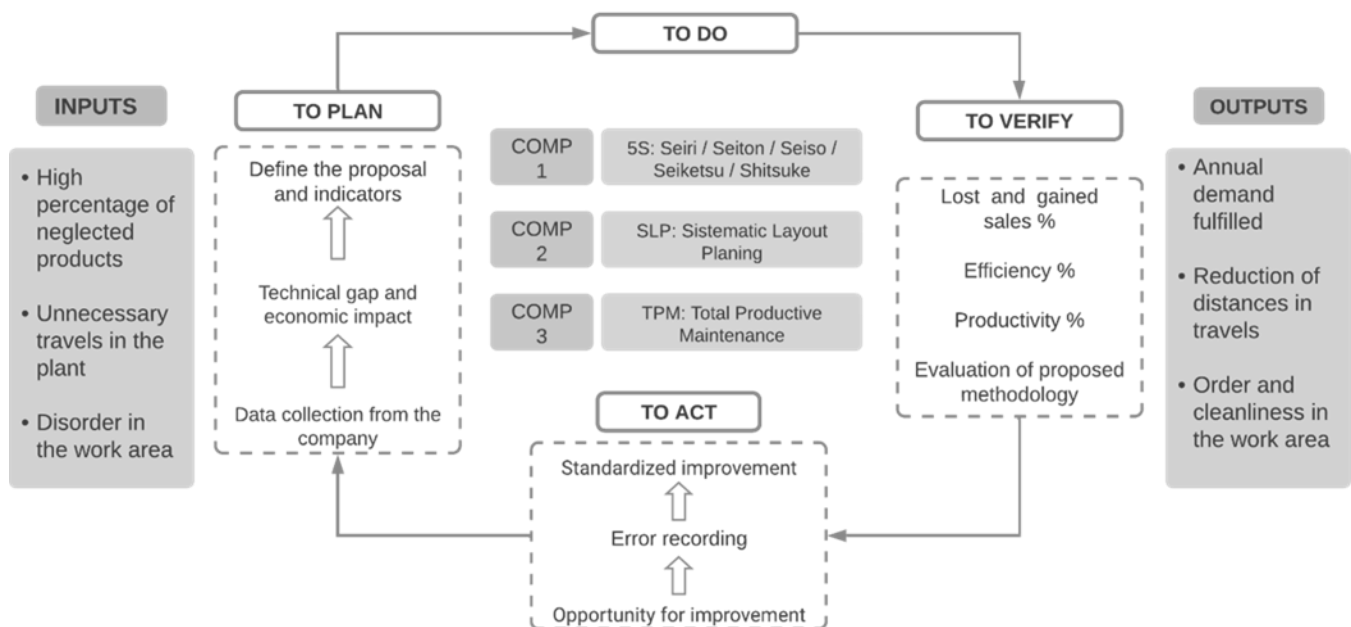 TO DO
INPUTS
TO PLAN
TO VERIFY
OUTPUTS
• High
percentage of
neglected
products
• Unnecessary
travels in the
plant
• Disorder in
the work area
Define the proposal
and indicators
Technical gap and
economic impact
Data collection from the
company
COMP
1
5S: Seiri / Seiton / Seiso /
Seiketsu / Shitsuke
COMP
2
SLP: Sistematic Layout
Planing
COMP
3
TPM: Total Productive
Maintenance
Lost and gained
sales %
Efficiency %
Productivity %
Evaluation of proposed
methodology
• Annual
demand
fulfilled
• Reduction of
distances in
travels
• Order and
cleanliness in
the work area
TO ACT
Standardized improvement
Error recording
Opportunity for improvement